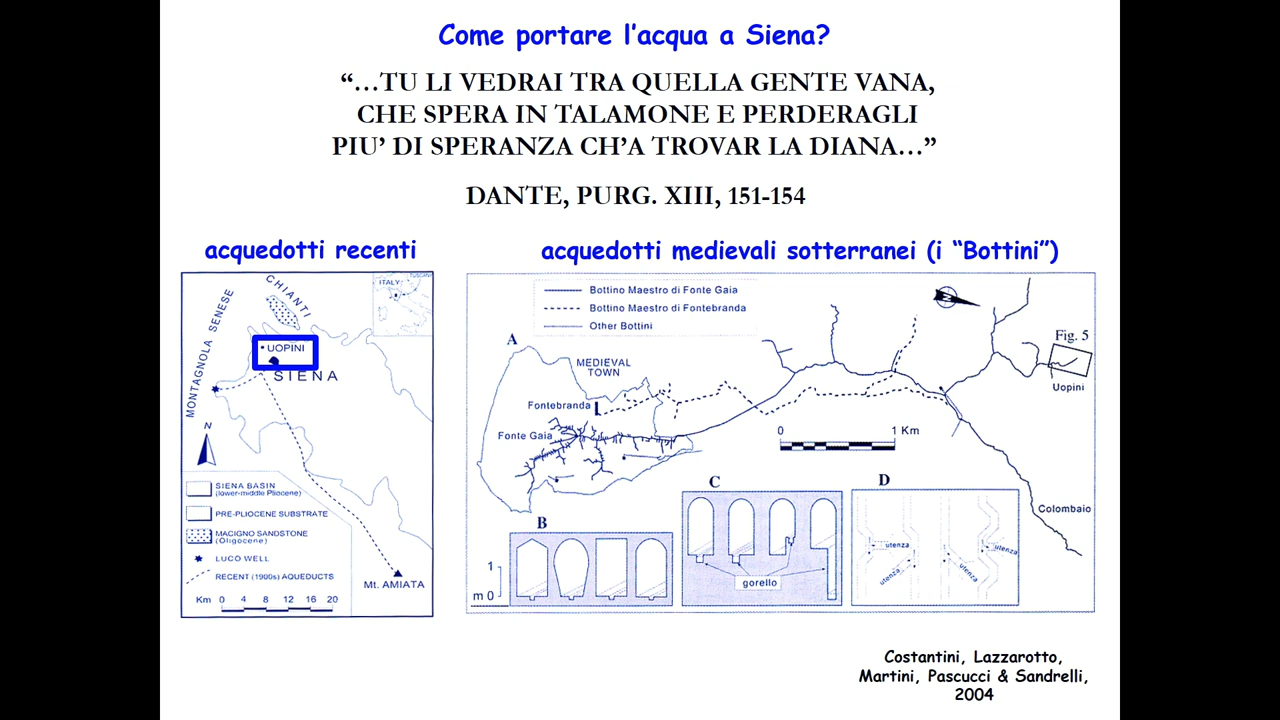 Come portare l'acqua a Siena?
“…TU LI VEDRAI TRA QUELLA GENTE VANA,
CHE SPERA IN TALAMONE E PERDERAGLI
PIU’ DI SPERANZA CH’A TROVAR LA DIANA…”
DANTE, PURG. XIII, 151-154
acquedotti recenti
acquedotti medievali sotterranei (i “Bottini”)
CHIANTI
ITALY
MONTAGNOLA SENESE
UOPINI
SIENA
N
SIENA BASIN
(lower-middle Pliocene)
PRE-PLIOCENE SUBSTRATE
MACIGNO SANDSTONE
(Oligocene)
LUCO WELL
RECENT (1900s) AQUEDUCTS
Mt. AMIATA
Km 0 4 8 12 16 20
Bottino Maestro di Fonte Gaia
Bottino Maestro di Fontebranda
Other Bottini
A
MEDIEVAL
TOWN
Fontebranda
Fonte Gaia
Fig. 5
Uopini
0 1 Km
Colombaio
B
1
m 0
C
gorello
D
utenza
utenza
utenza
utenza
Costantini, Lazzarotto,
Martini, Pascucci & Sandrelli,
2004